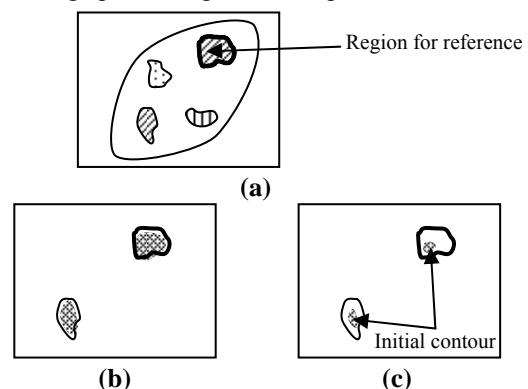 Region for reference
(a)
Initial contour
(b)
(c)